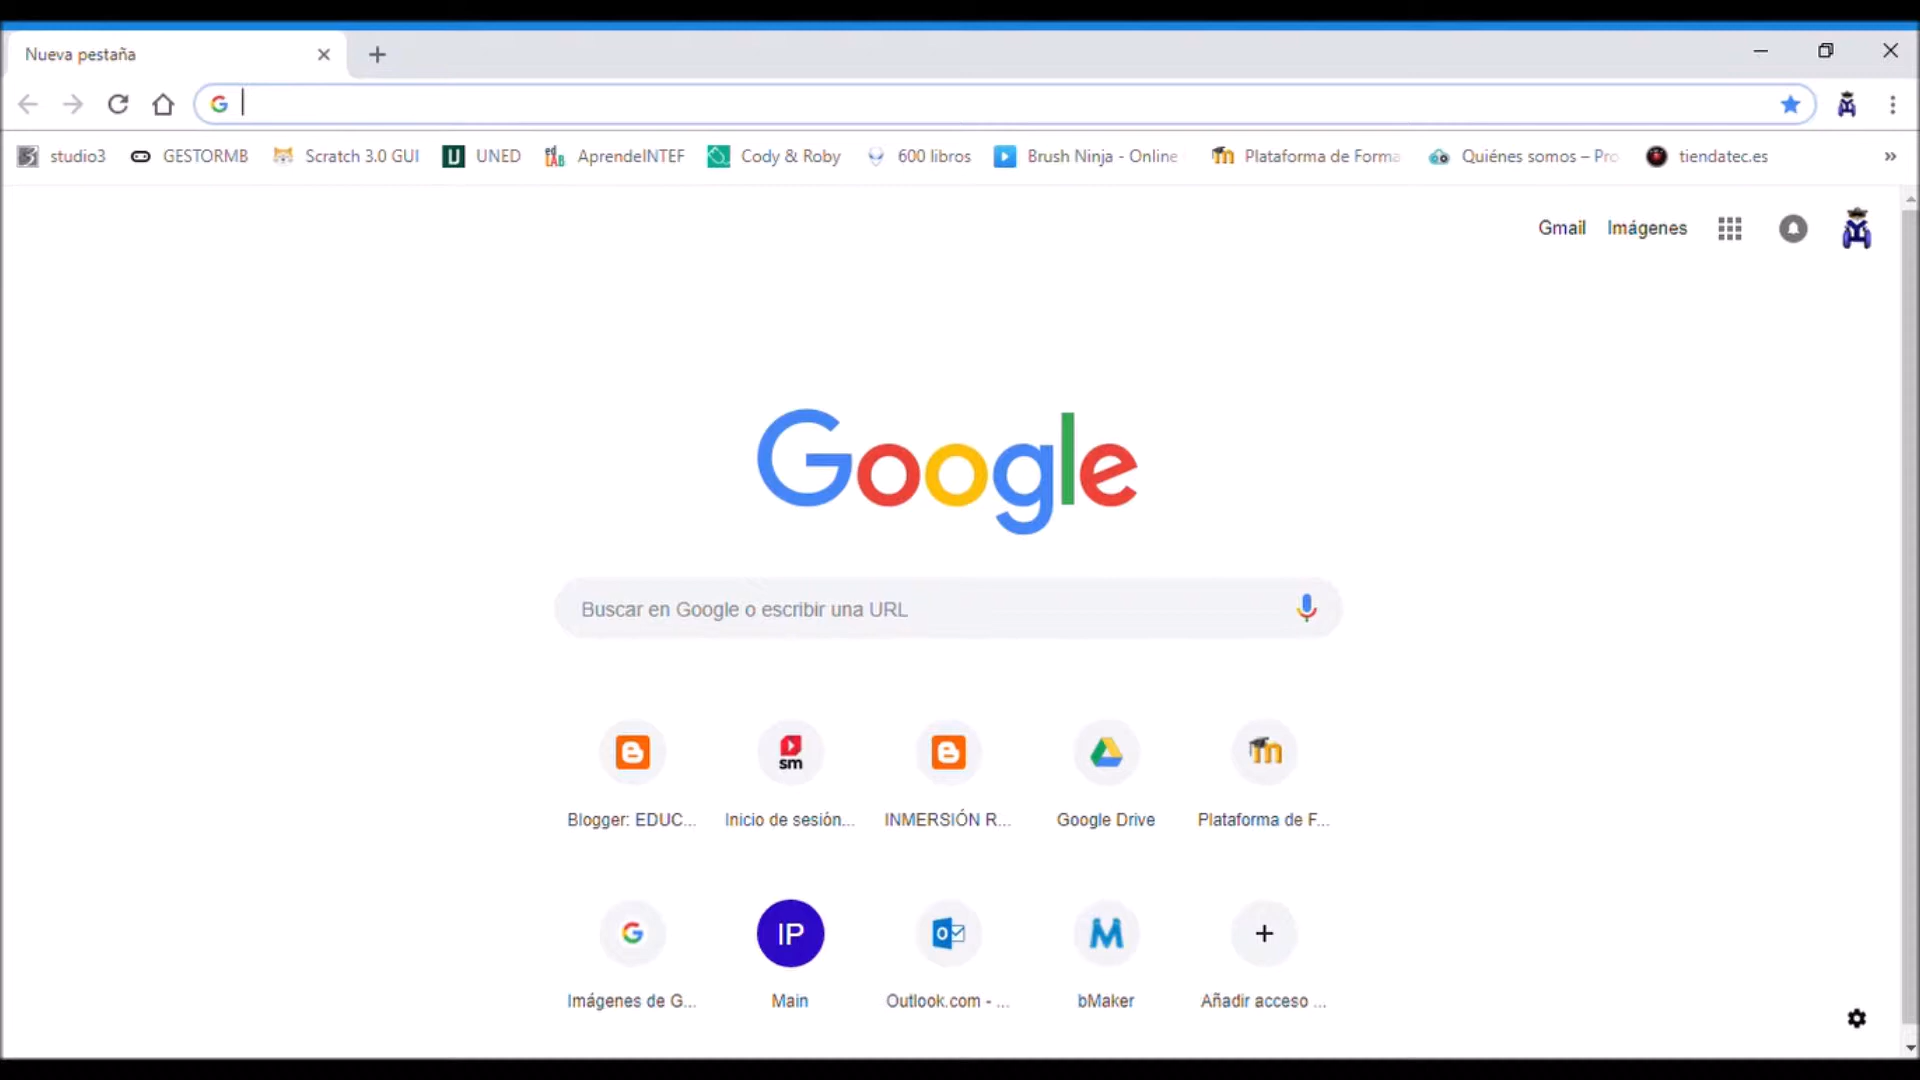 Nueva pestaña
studio3 GESTORMB Scratch 3.0 GUI UNED AprendeINTEF Cody & Roby 600 libros Brush Ninja - Online Plataforma de Forma Quiénes somos – Pro tiendatec.es »
Gmail Imágenes
Google
Buscar en Google o escribir una URL
sm
Blogger: EDUC... Inicio de sesión... INMERSIÓN R... Google Drive Plataforma de F...
IP
Imágenes de G... Main Outlook.com - ... bMaker Añadir acceso ...